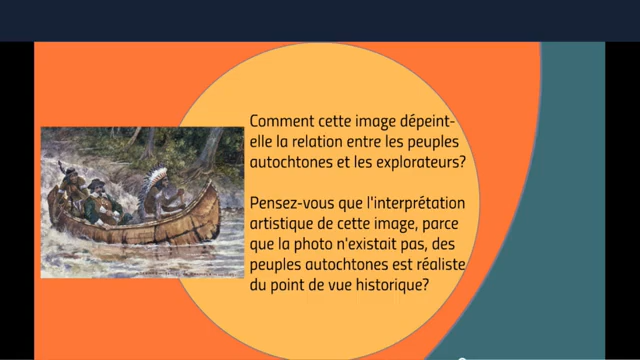 Comment cette image dépeint-
elle la relation entre les peuples
autochtones et les explorateurs?
Pensez-vous que l'interprétation
artistique de cette image, parce
que la photo n'existait pas, des
peuples autochtones est réaliste
du point de vue historique?